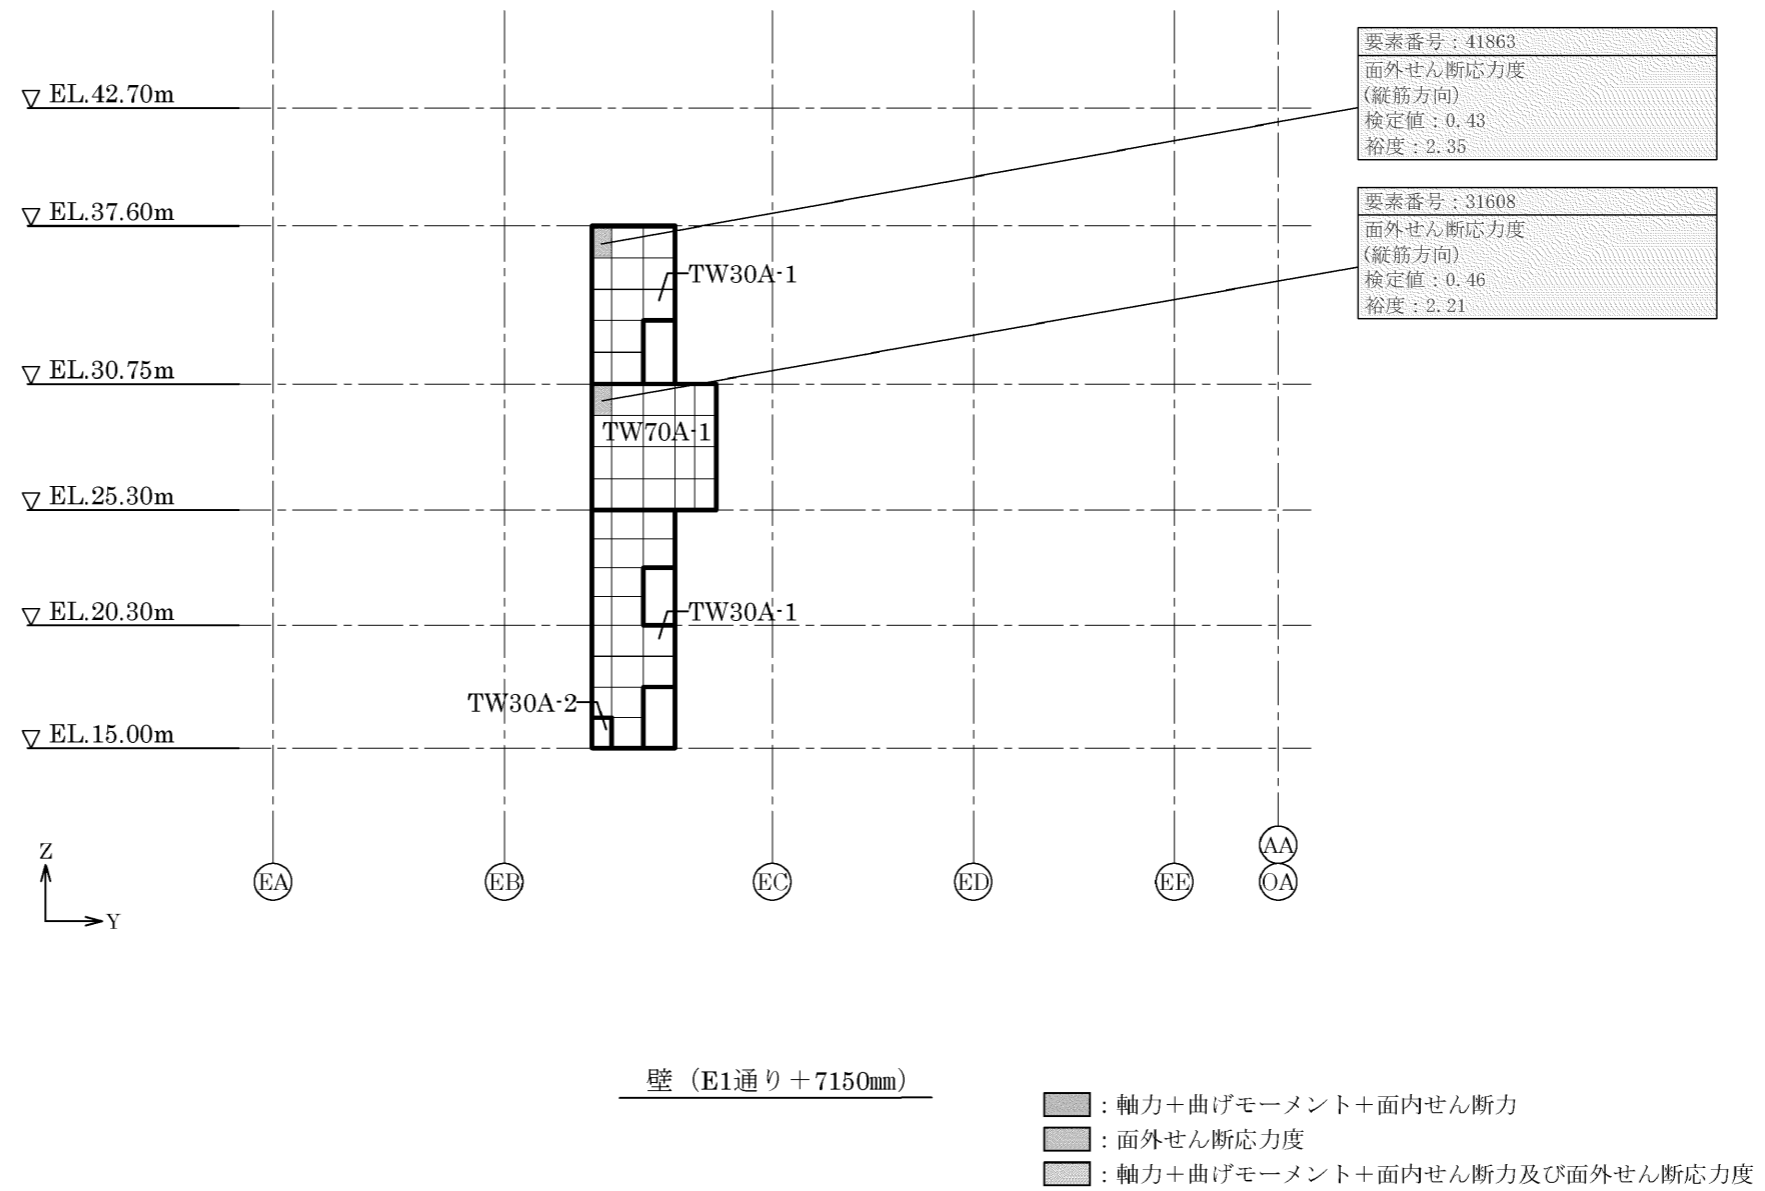 要素番号：41863
面外せん断応力度
(縦筋方向)
検定値：0.43
裕度：2.35
▽ EL.42.70m
要素番号：31608
面外せん断応力度
(縦筋方向)
検定値：0.46
裕度：2.21
▽ EL.37.60m
TW30A-1
▽ EL.30.75m
TW70A-1
▽ EL.25.30m
▽ EL.20.30m
TW30A-1
TW30A-2
▽ EL.15.00m
Z
Y
EA
EB
EC
ED
EE
AA
OA
壁（E1通り＋7150㎜）
：軸力＋曲げモーメント＋面内せん断力
：面外せん断応力度
：軸力＋曲げモーメント＋面内せん断力及び面外せん断応力度